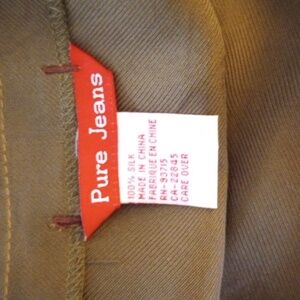 Pure Jeans
100% SILK
MADE IN CHINA
FABRIQUE EN CHINE
RN-93715
CA-22845
CARE OVER